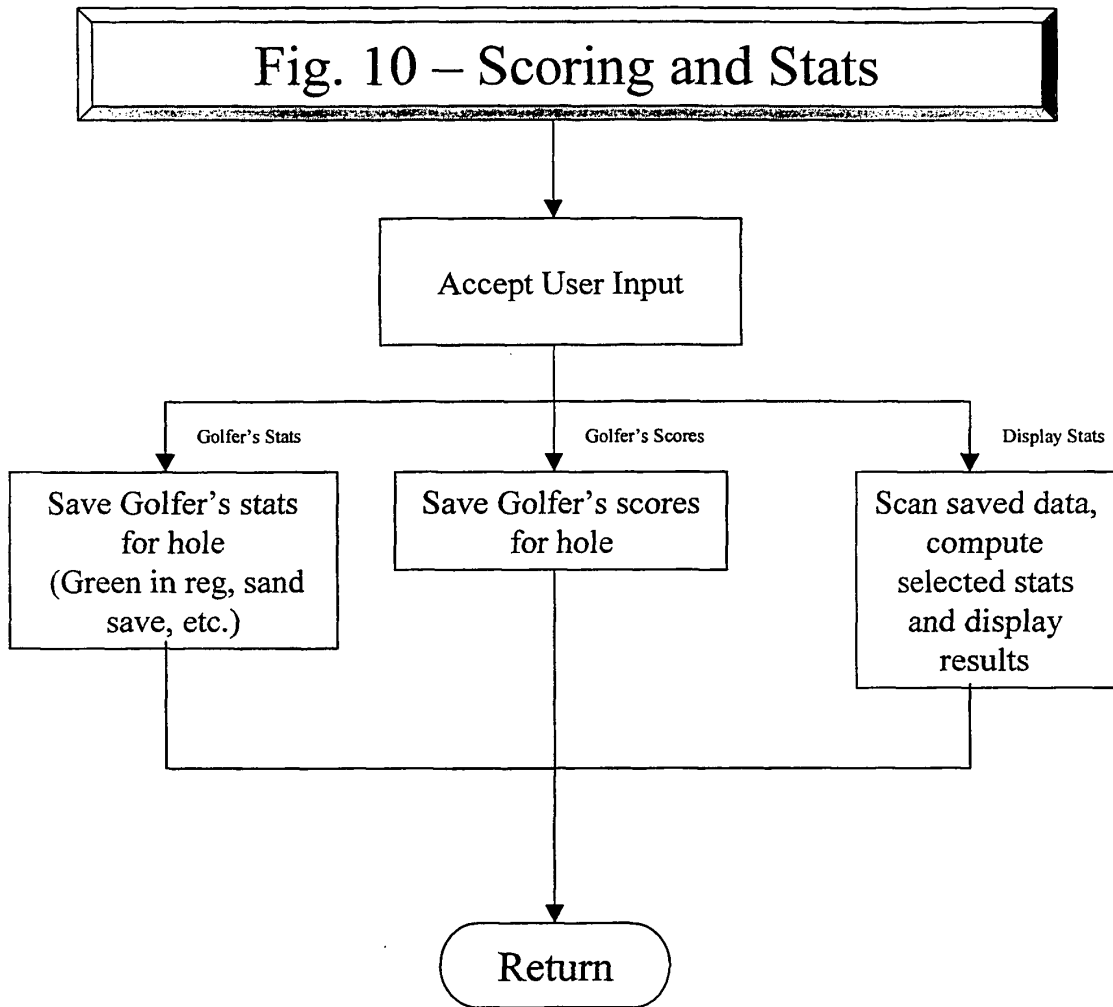 Fig. 10 – Scoring and Stats
Accept User Input
Golfer's Stats
Golfer's Scores
Display Stats
Save Golfer's stats
for hole
(Green in reg, sand
save, etc.)
Save Golfer's scores
for hole
Scan saved data,
compute
selected stats
and display
results
Return